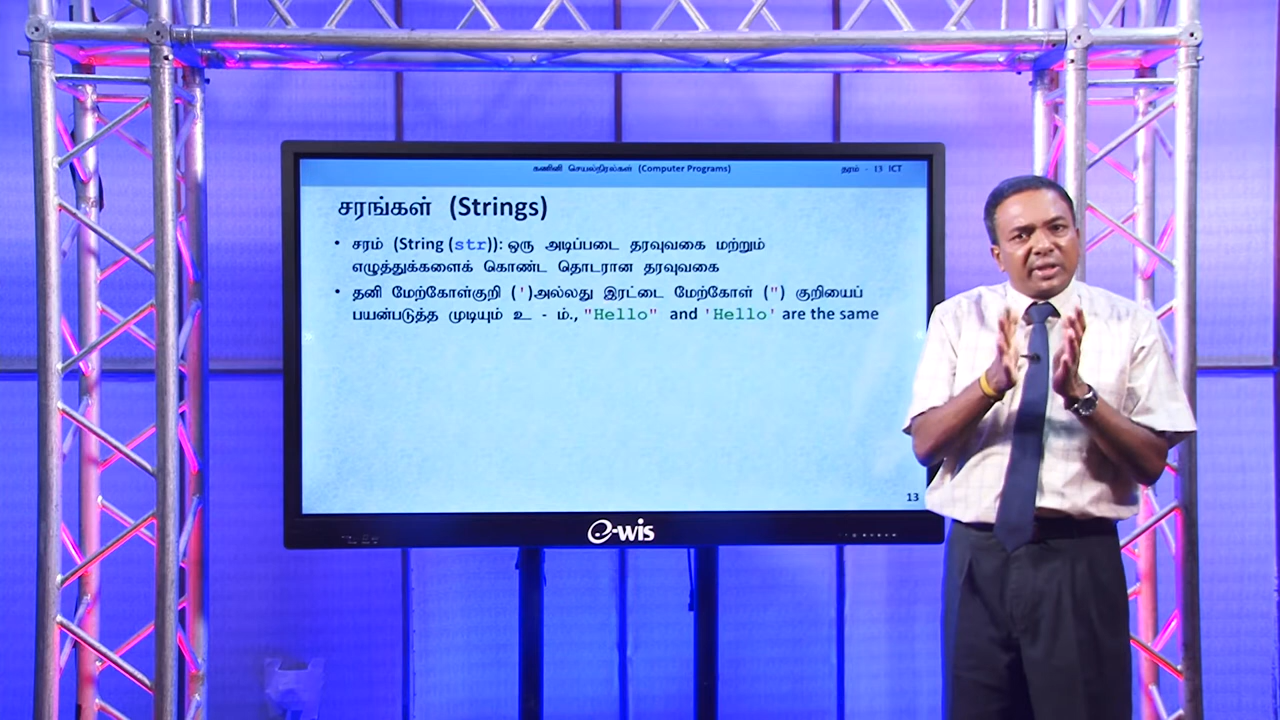 கணினி செயல்நிரல்கள் (Computer Programs)
தரம் - 13 ICT
சரங்கள் (Strings)
• சரம் (String (str)): ஒரு அடிப்படை தரவுவகை மற்றும்
எழுத்துக்களைக் கொண்ட தொடரான தரவுவகை
• தனி மேற்கோள்குறி (')அல்லது இரட்டை மேற்கோள் (") குறியைப்
பயன்படுத்த முடியும் உ - ம்., "Hello" and 'Hello' are the same
13
e-wis